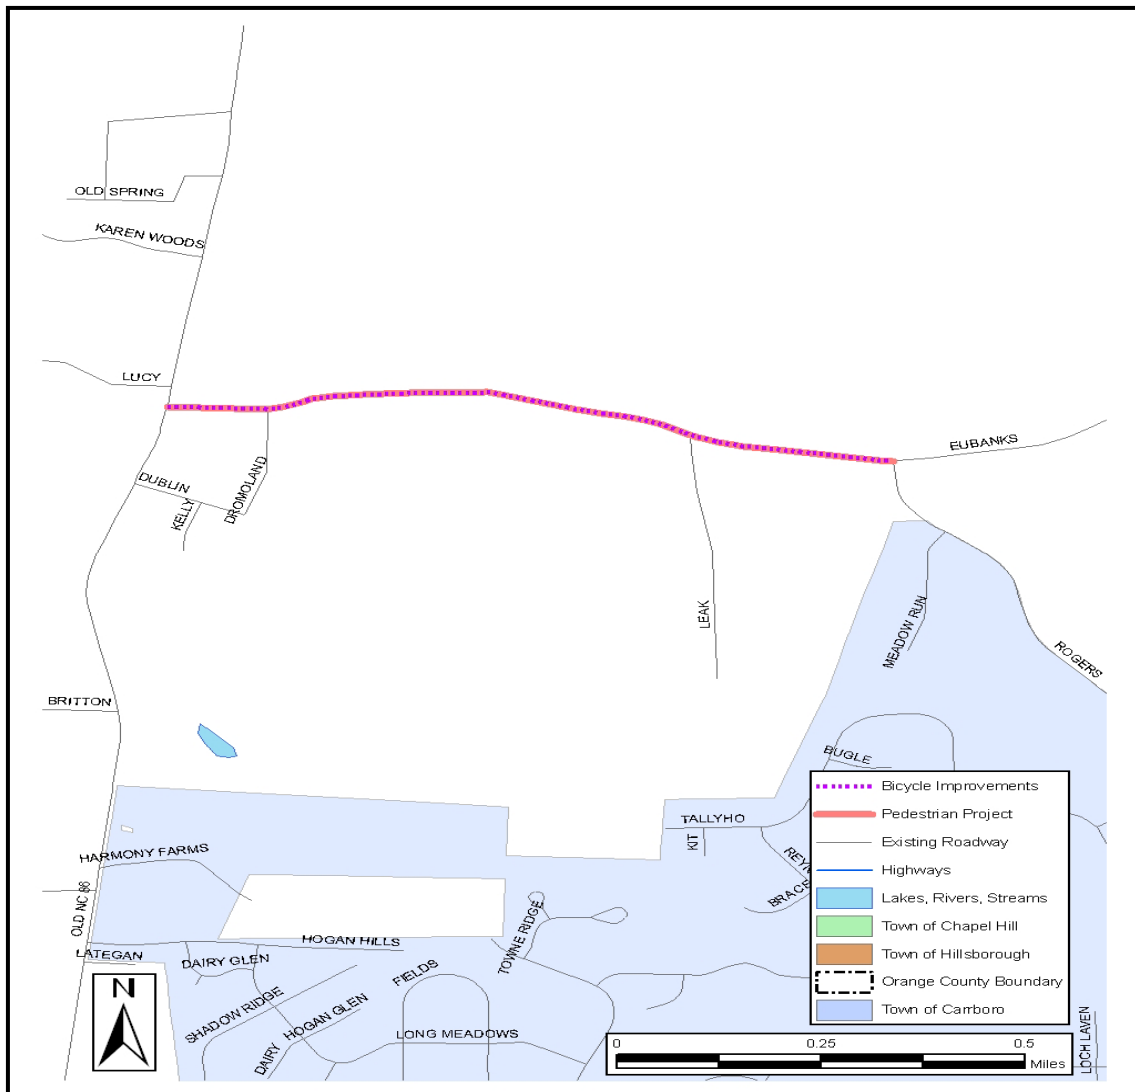 OLD SPRING
KAREN WOODS
LUCY
EUBANKS
DUBLIN
KELLY
DROMOLAND
LEAK
MEADOW RUN
ROGERS
BRITTON
BUGLE
TALLYHO
KIT
HARMONY FARMS
OLD NC 86
HOGAN HILLS
TOWNE RIDGE
LATEGAN
DAIRY GLEN
FIELDS
SHADOW RIDGE
HOGAN GLEN
DAIRY
LONG MEADOWS
LOCH LAVEN
Bicycle Improvements
Pedestrian Project
Existing Roadway
Highways
Lakes, Rivers, Streams
Town of Chapel Hill
Town of Hillsborough
Orange County Boundary
Town of Carrboro
N
0 0.25 0.5
Miles